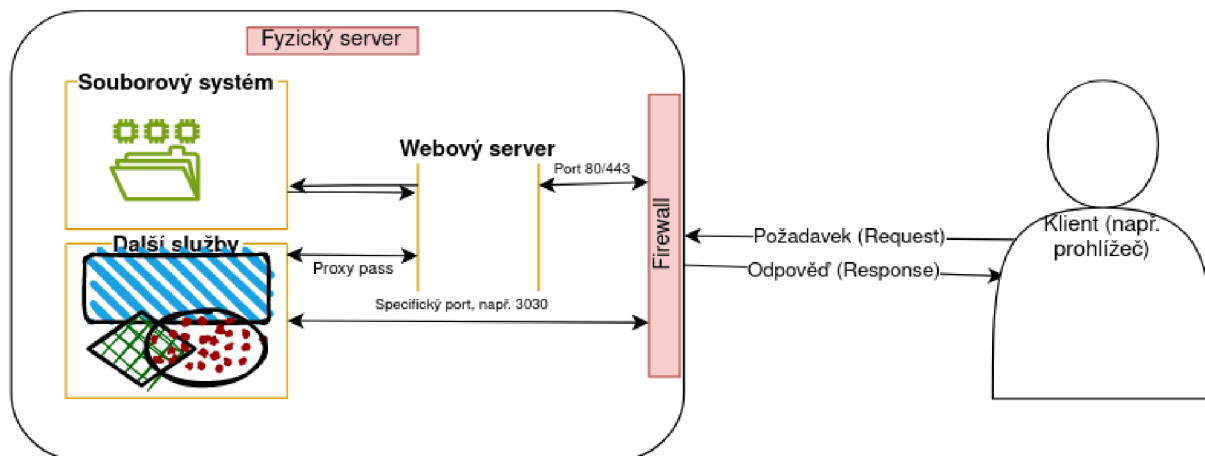 Fyzický server
Souborový systém
Webový server
Port 80/443
Firewall
Další služby
Proxy pass
Specifický port, např. 3030
Požadavek (Request)
Odpověď (Response)
Klient (např.
prohlížeč)